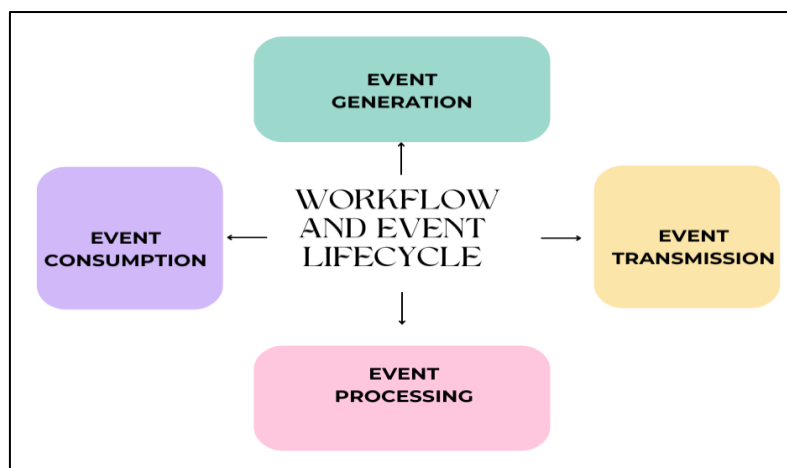 EVENT
GENERATION
WORKFLOW
AND EVENT
LIFECYCLE
EVENT
CONSUMPTION
EVENT
TRANSMISSION
EVENT
PROCESSING